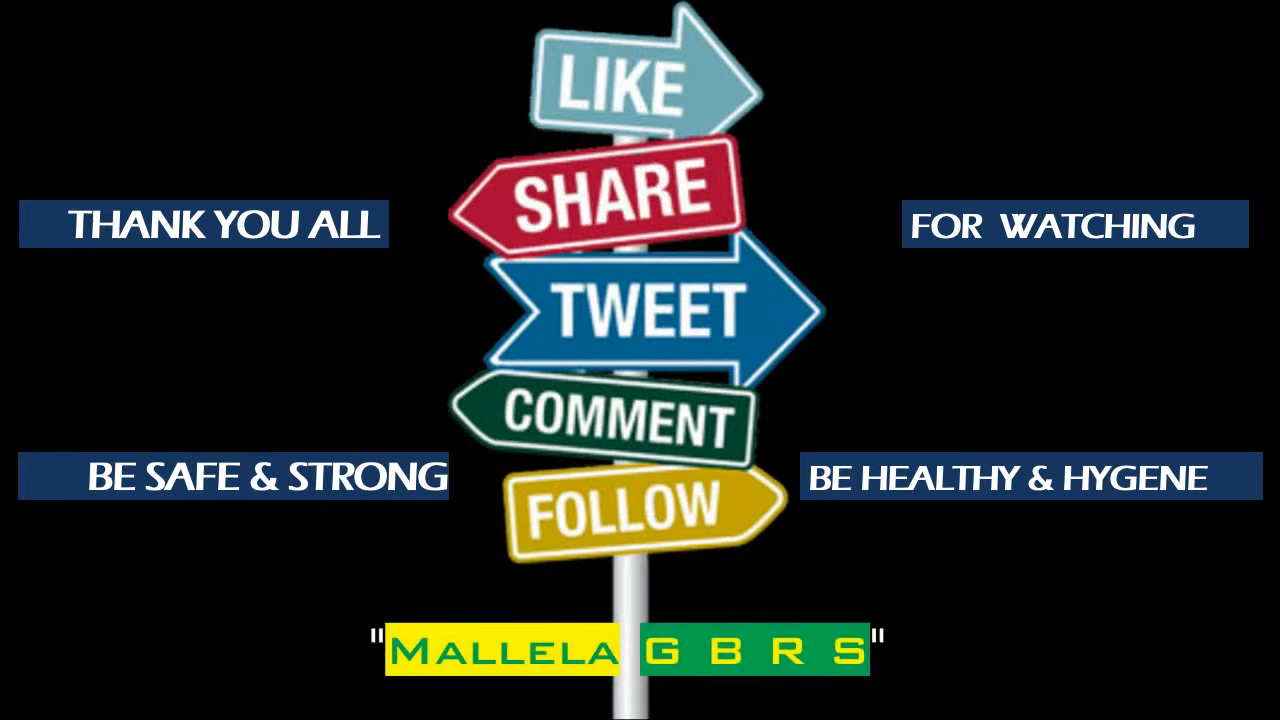 LIKE
SHARE
THANK YOU ALL
FOR WATCHING
TWEET
COMMENT
BE SAFE & STRONG
BE HEALTHY & HYGENE
FOLLOW
"MALLELA G B R S"